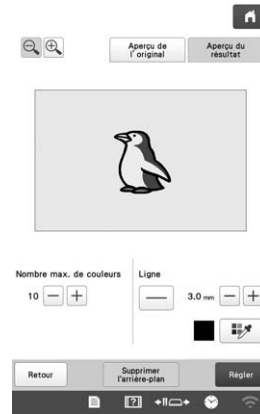 Aperçu de
l'original
Aperçu du
résultat
Nombre max. de couleurs
Ligne
10
3.0 mm
Retour
Supprimer
l'arrière-plan
Régler